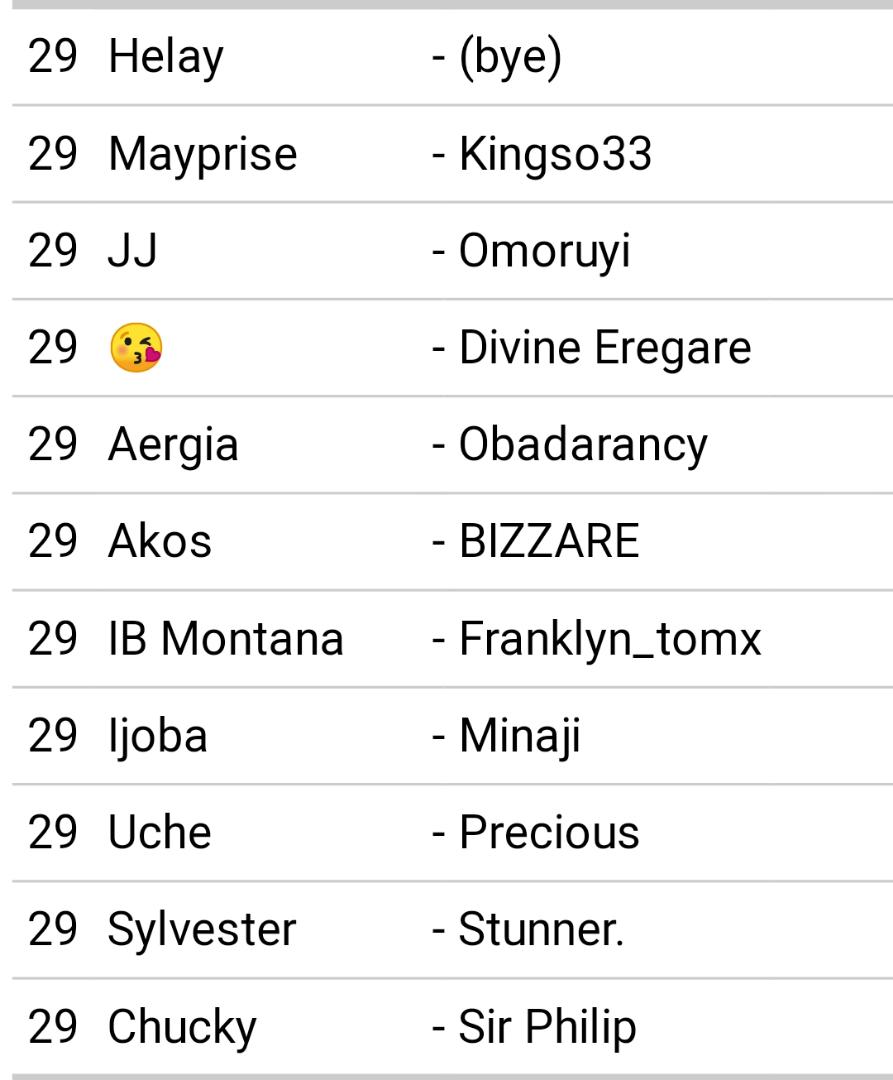 29 Helay - (bye)
29 Mayprise - Kingso33
29 JJ - Omoruyi
29 😘 - Divine Eregare
29 Aergia - Obadarancy
29 Akos - BIZZARE
29 IB Montana - Franklyn_tomx
29 Ijoba - Minaji
29 Uche - Precious
29 Sylvester - Stunner.
29 Chucky - Sir Philip